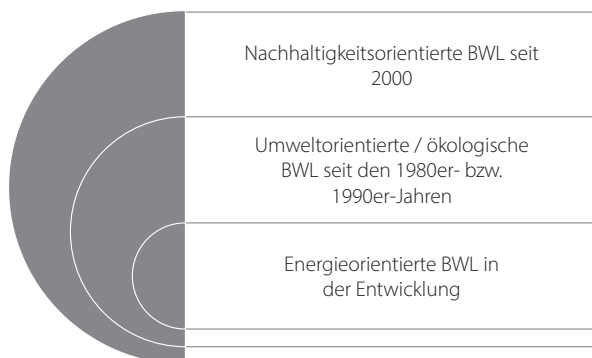 Nachhaltigkeitsorientierte BWL seit
2000
Umweltorientierte / ökologische
BWL seit den 1980er- bzw.
1990er-Jahren
Energieorientierte BWL in
der Entwicklung